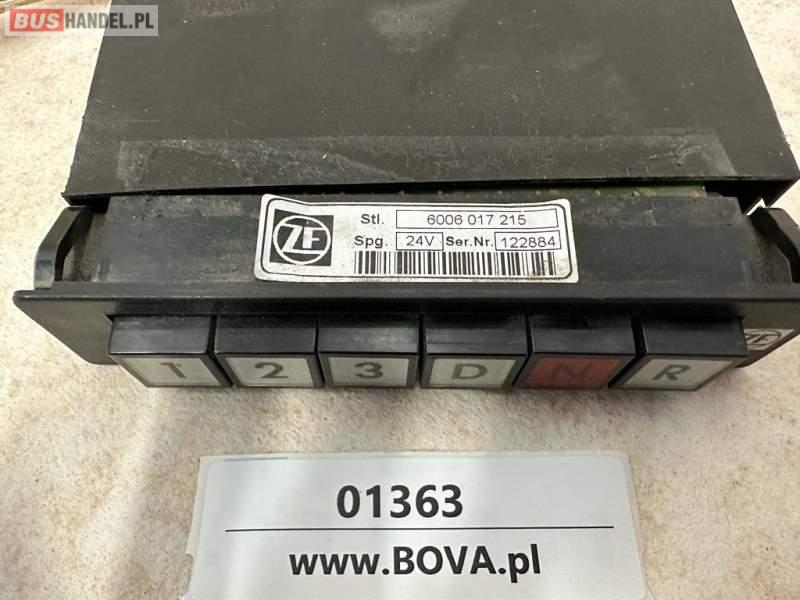 BUSHANDEL.PL
ZF
Stl. 6006 017 215
Spg. 24V Ser.Nr. 122884
ZF
1 2 3 D N R
01363
www.BOVA.pl